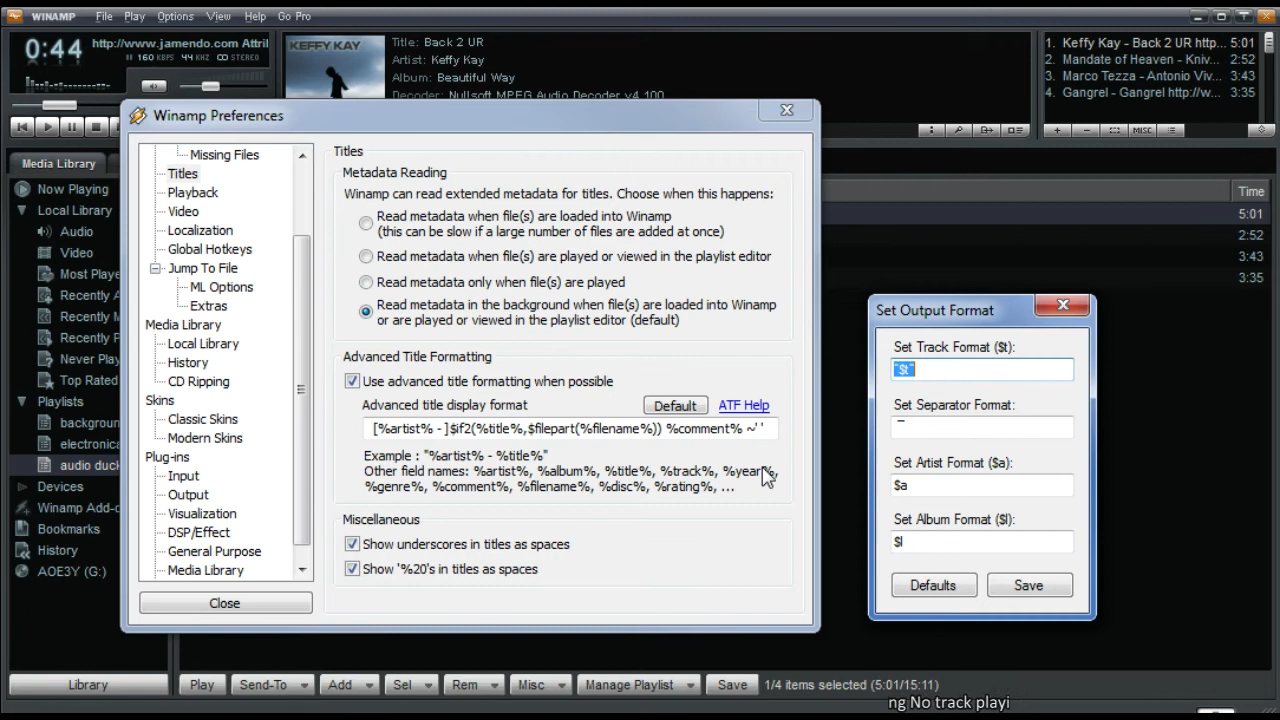 WINAMP File Play Options View Help Go Pro
0:44
http://www.jamendo.com Attril
160 KBPS 44 KHZ STEREO
KEFFY KAY
Title: Back 2 UR
Artist: Keffy Kay
Album: Beautiful Way
Decoder: Nullsoft MPEG Audio Decoder v4.100
1. Keffy Kay - Back 2 UR http... 5:01
2. Mandate of Heaven - Kniv... 2:52
3. Marco Tezza - Antonio Viv... 3:43
4. Gangrel - Gangrel http://w... 3:35
MISC
Media Library
Now Playing
Local Library
Audio
Video
Most Playe
Recently A
Recently M
Recently P
Never Play
Top Rated
Playlists
backgroun
electronica
audio duck
Devices
Winamp Add-o
Bookmarks
History
AOE3Y (G:)
Library
Winamp Preferences
Missing Files
Titles
Playback
Video
Localization
Global Hotkeys
Jump To File
ML Options
Extras
Media Library
Local Library
History
CD Ripping
Skins
Classic Skins
Modern Skins
Plug-ins
Input
Output
Visualization
DSP/Effect
General Purpose
Media Library
Close
Titles
Metadata Reading
Winamp can read extended metadata for titles. Choose when this happens:
Read metadata when file(s) are loaded into Winamp
(this can be slow if a large number of files are added at once)
Read metadata when file(s) are played or viewed in the playlist editor
Read metadata only when file(s) are played
Read metadata in the background when file(s) are loaded into Winamp
or are played or viewed in the playlist editor (default)
Advanced Title Formatting
Use advanced title formatting when possible
Advanced title display format Default ATF Help
[%artist% - ]$if2(%title%,$filepart(%filename%)) %comment% ~' '
Example : "%artist% - %title%"
Other field names: %artist%, %album%, %title%, %track%, %year%,
%genre%, %comment%, %filename%, %disc%, %rating%, ...
Miscellaneous
Show underscores in titles as spaces
Show '%20's in titles as spaces
Time
5:01
2:52
3:43
3:35
Set Output Format
Set Track Format ($t):
"$t"
Set Separator Format:
–
Set Artist Format ($a):
$a
Set Album Format ($l):
$l
Defaults Save
Play Send-To Add Sel Rem Misc Manage Playlist Save 1/4 items selected (5:01/15:11)
ng No track playi